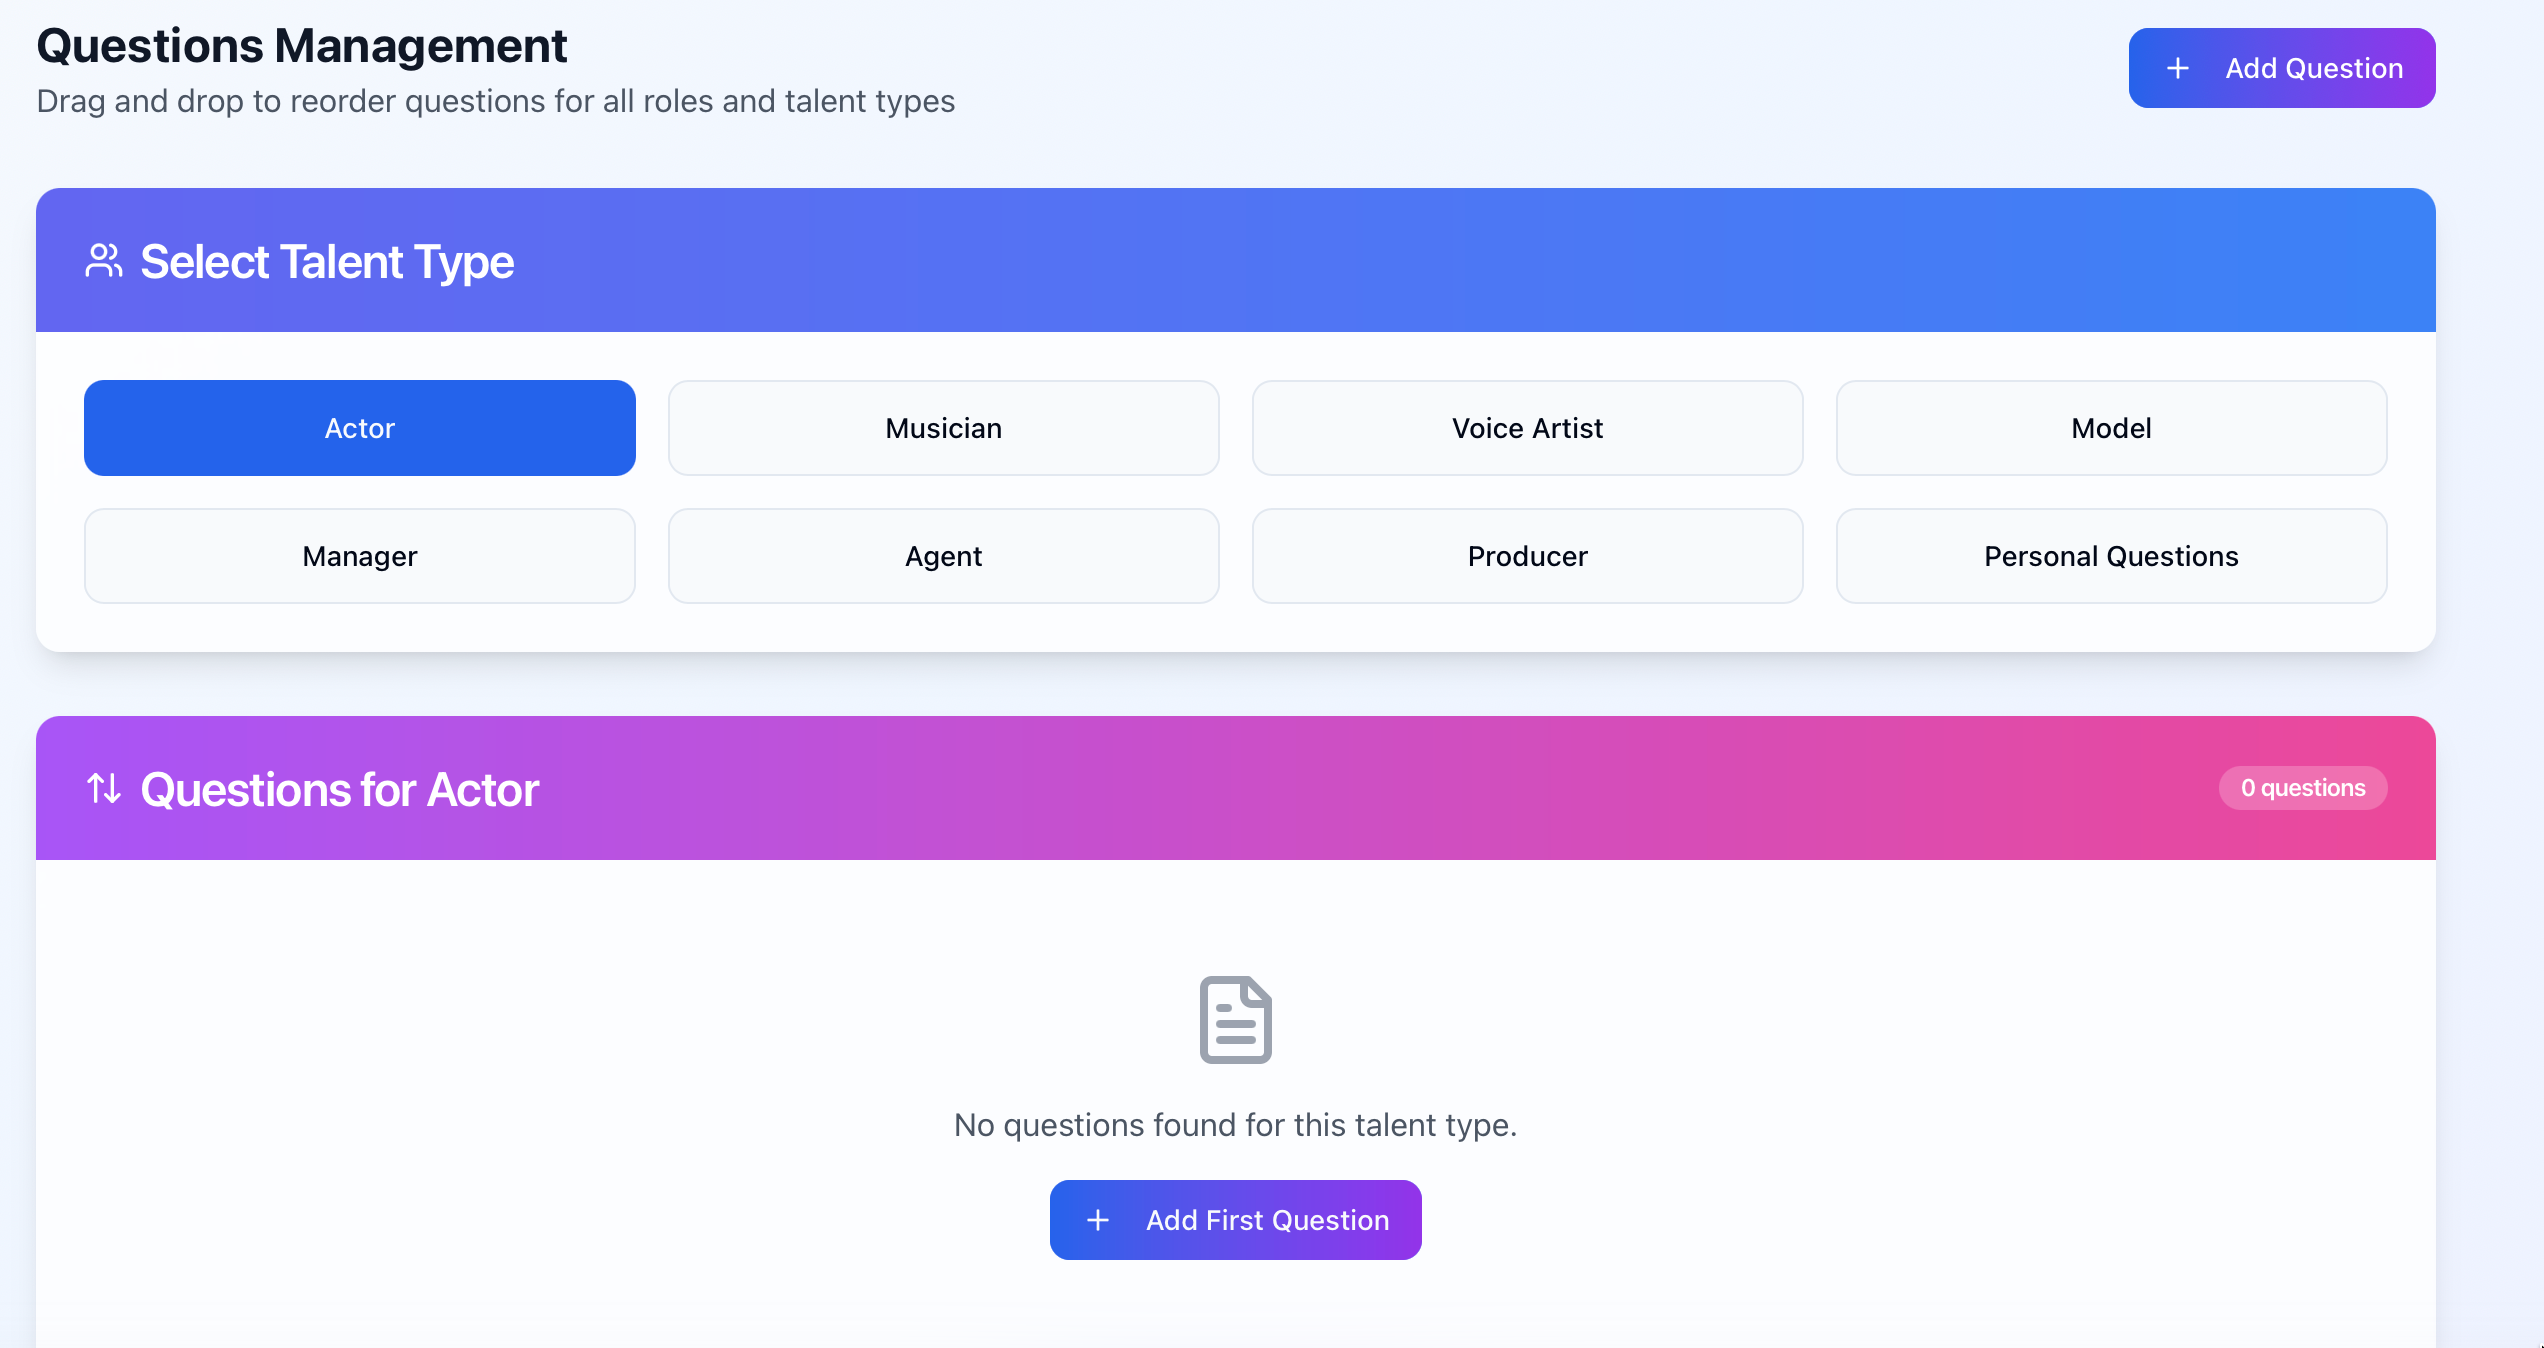 Questions Management
Add Question
Drag and drop to reorder questions for all roles and talent types
Select Talent Type
Actor
Musician
Voice Artist
Model
Manager
Agent
Producer
Personal Questions
Questions for Actor
0 questions
No questions found for this talent type.
Add First Question